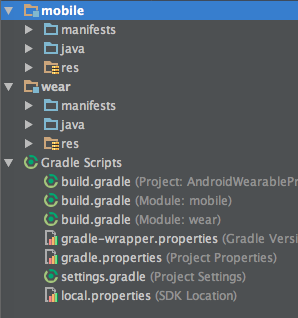 mobile
manifests
java
res
wear
manifests
java
res
Gradle Scripts
build.gradle (Project: AndroidWearablePr
build.gradle (Module: mobile)
build.gradle (Module: wear)
gradle-wrapper.properties (Gradle Versi
gradle.properties (Project Properties)
settings.gradle (Project Settings)
local.properties (SDK Location)